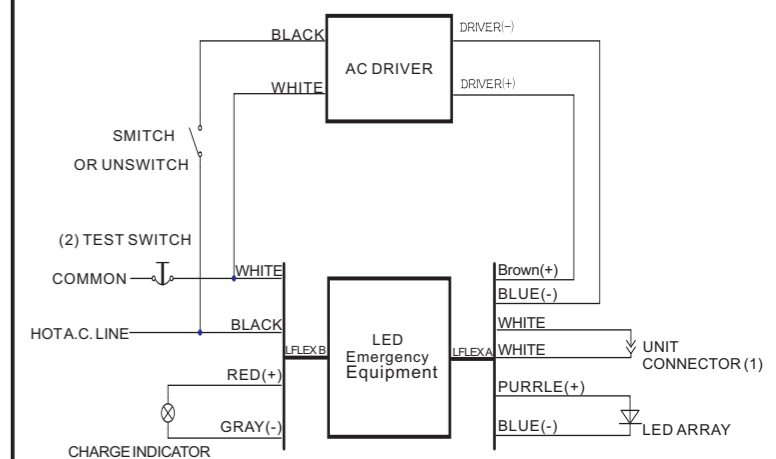 BLACK
DRIVER(-)
AC DRIVER
WHITE
DRIVER(+)
SMITCH
OR UNSWITCH
(2) TEST SWITCH
COMMON
WHITE
Brown(+)
BLUE(-)
HOT A.C. LINE
BLACK
LED
Emergency
Equipment
LFLEX B
LFLEX A
WHITE
WHITE
UNIT
CONNECTOR (1)
RED(+)
GRAY(-)
CHARGE INDICATOR
PURRLE(+)
BLUE(-)
LED ARRAY